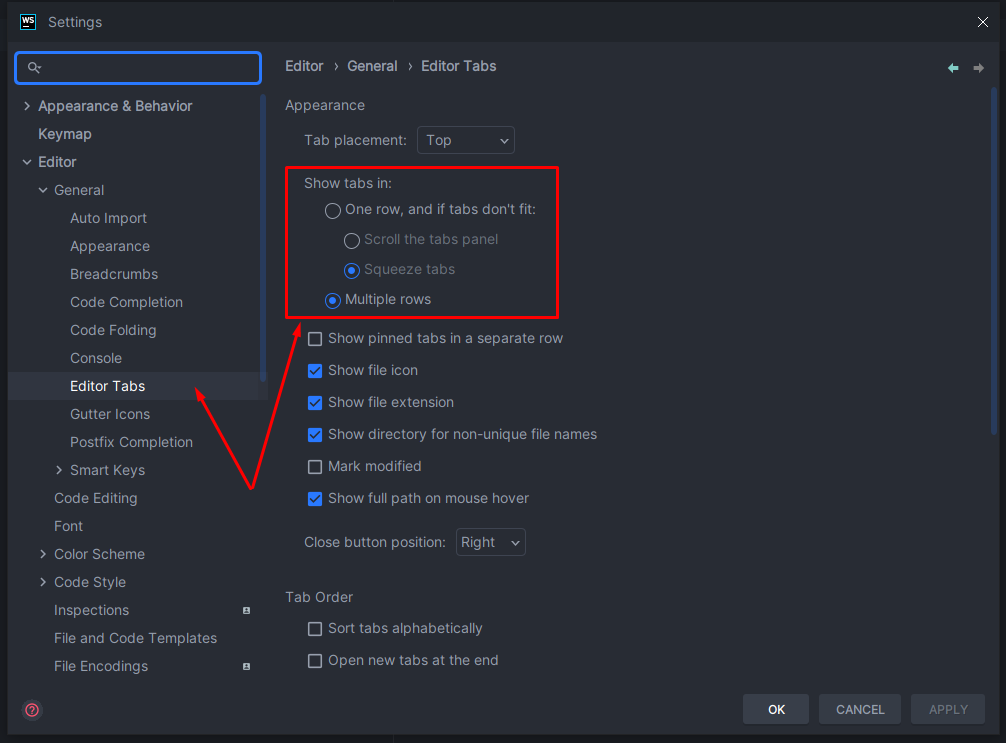 WS Settings
Editor › General › Editor Tabs
Appearance & Behavior
Keymap
Editor
General
Auto Import
Appearance
Breadcrumbs
Code Completion
Code Folding
Console
Editor Tabs
Gutter Icons
Postfix Completion
Smart Keys
Code Editing
Font
Color Scheme
Code Style
Inspections
File and Code Templates
File Encodings
Appearance
Tab placement: Top
Show tabs in:
One row, and if tabs don't fit:
Scroll the tabs panel
Squeeze tabs
Multiple rows
Show pinned tabs in a separate row
Show file icon
Show file extension
Show directory for non-unique file names
Mark modified
Show full path on mouse hover
Close button position: Right
Tab Order
Sort tabs alphabetically
Open new tabs at the end
?
OK CANCEL APPLY